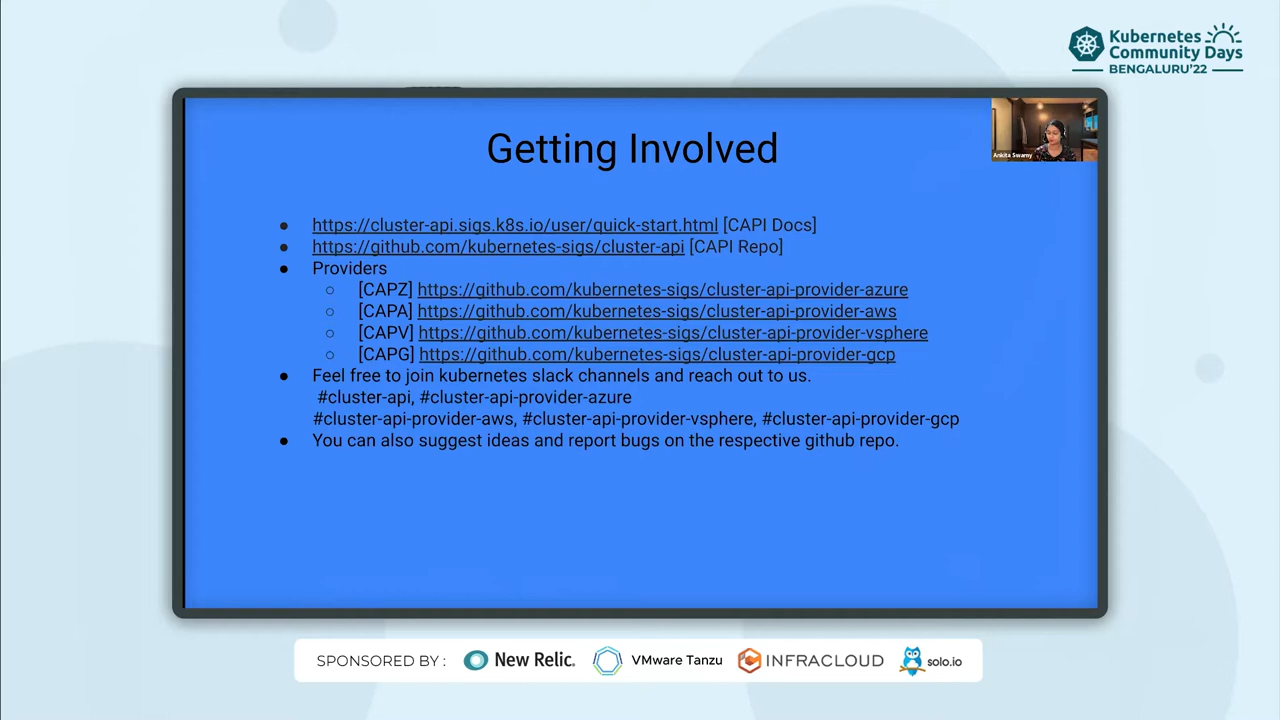 Kubernetes
Community Days
BENGALURU'22
Getting Involved
Ankita Swamy
● https://cluster-api.sigs.k8s.io/user/quick-start.html [CAPI Docs]
● https://github.com/kubernetes-sigs/cluster-api [CAPI Repo]
● Providers
○ [CAPZ] https://github.com/kubernetes-sigs/cluster-api-provider-azure
○ [CAPA] https://github.com/kubernetes-sigs/cluster-api-provider-aws
○ [CAPV] https://github.com/kubernetes-sigs/cluster-api-provider-vsphere
○ [CAPG] https://github.com/kubernetes-sigs/cluster-api-provider-gcp
● Feel free to join kubernetes slack channels and reach out to us.
#cluster-api, #cluster-api-provider-azure
#cluster-api-provider-aws, #cluster-api-provider-vsphere, #cluster-api-provider-gcp
● You can also suggest ideas and report bugs on the respective github repo.
SPONSORED BY : New Relic. VMware Tanzu INFRACLOUD solo.io